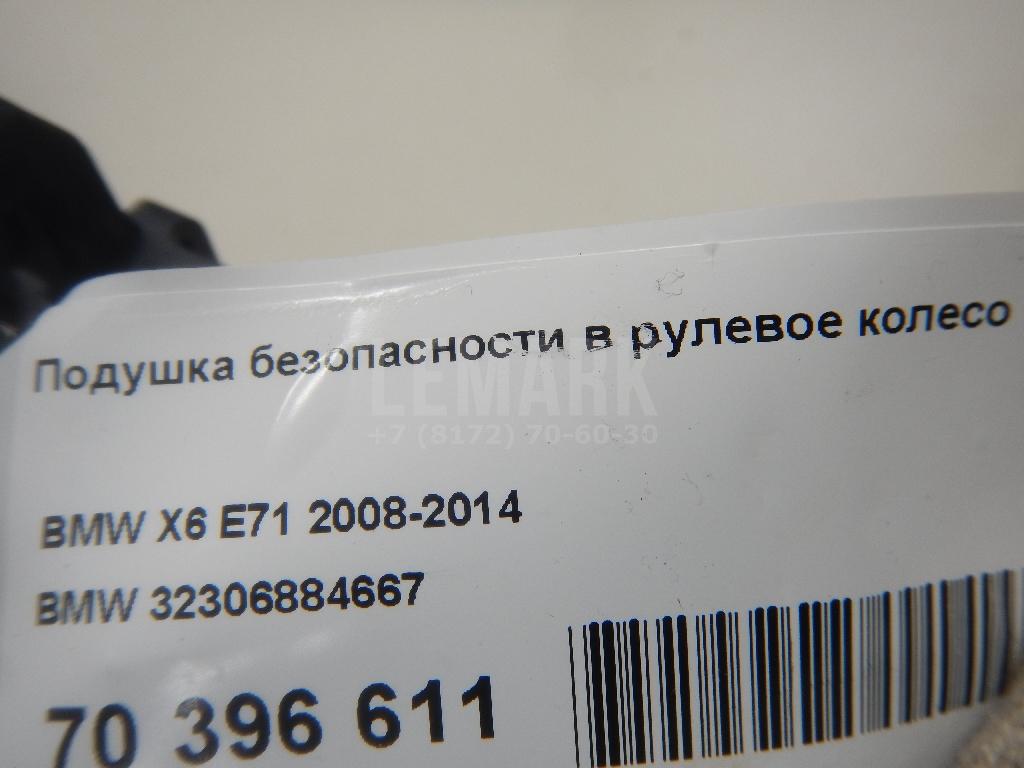 Подушка безопасности в рулевое колесо
LEMARK
+7 (8172) 70-60-30
BMW X6 E71 2008-2014
BMW 32306884667
70 396 611